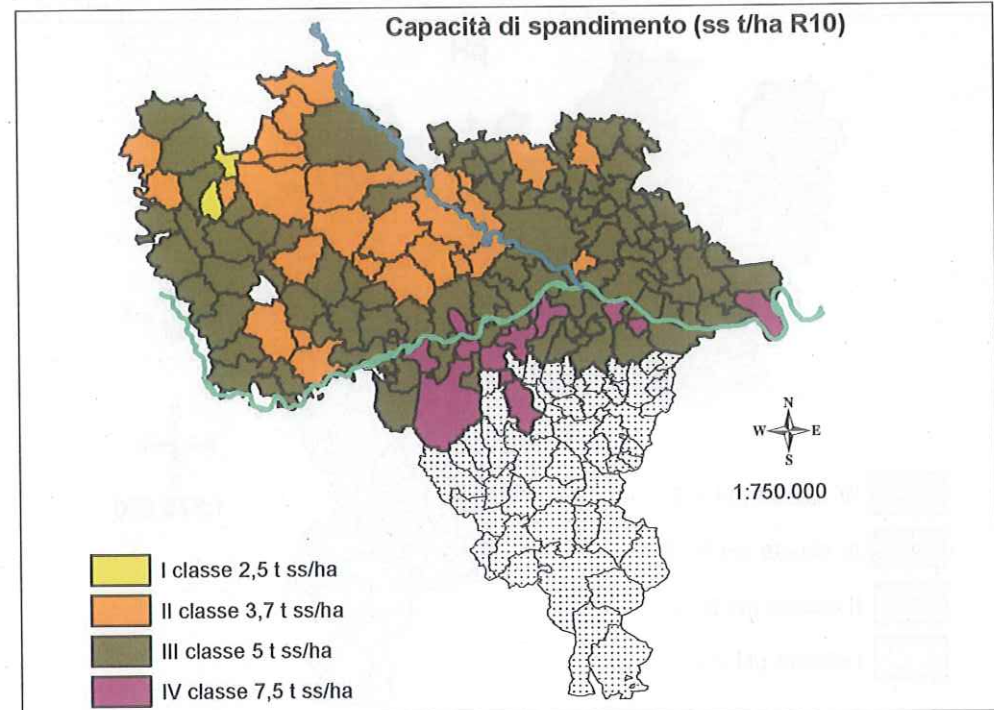 Capacità di spandimento (ss t/ha R10)
N
W E
S
1:750.000
I classe 2,5 t ss/ha
II classe 3,7 t ss/ha
III classe 5 t ss/ha
IV classe 7,5 t ss/ha